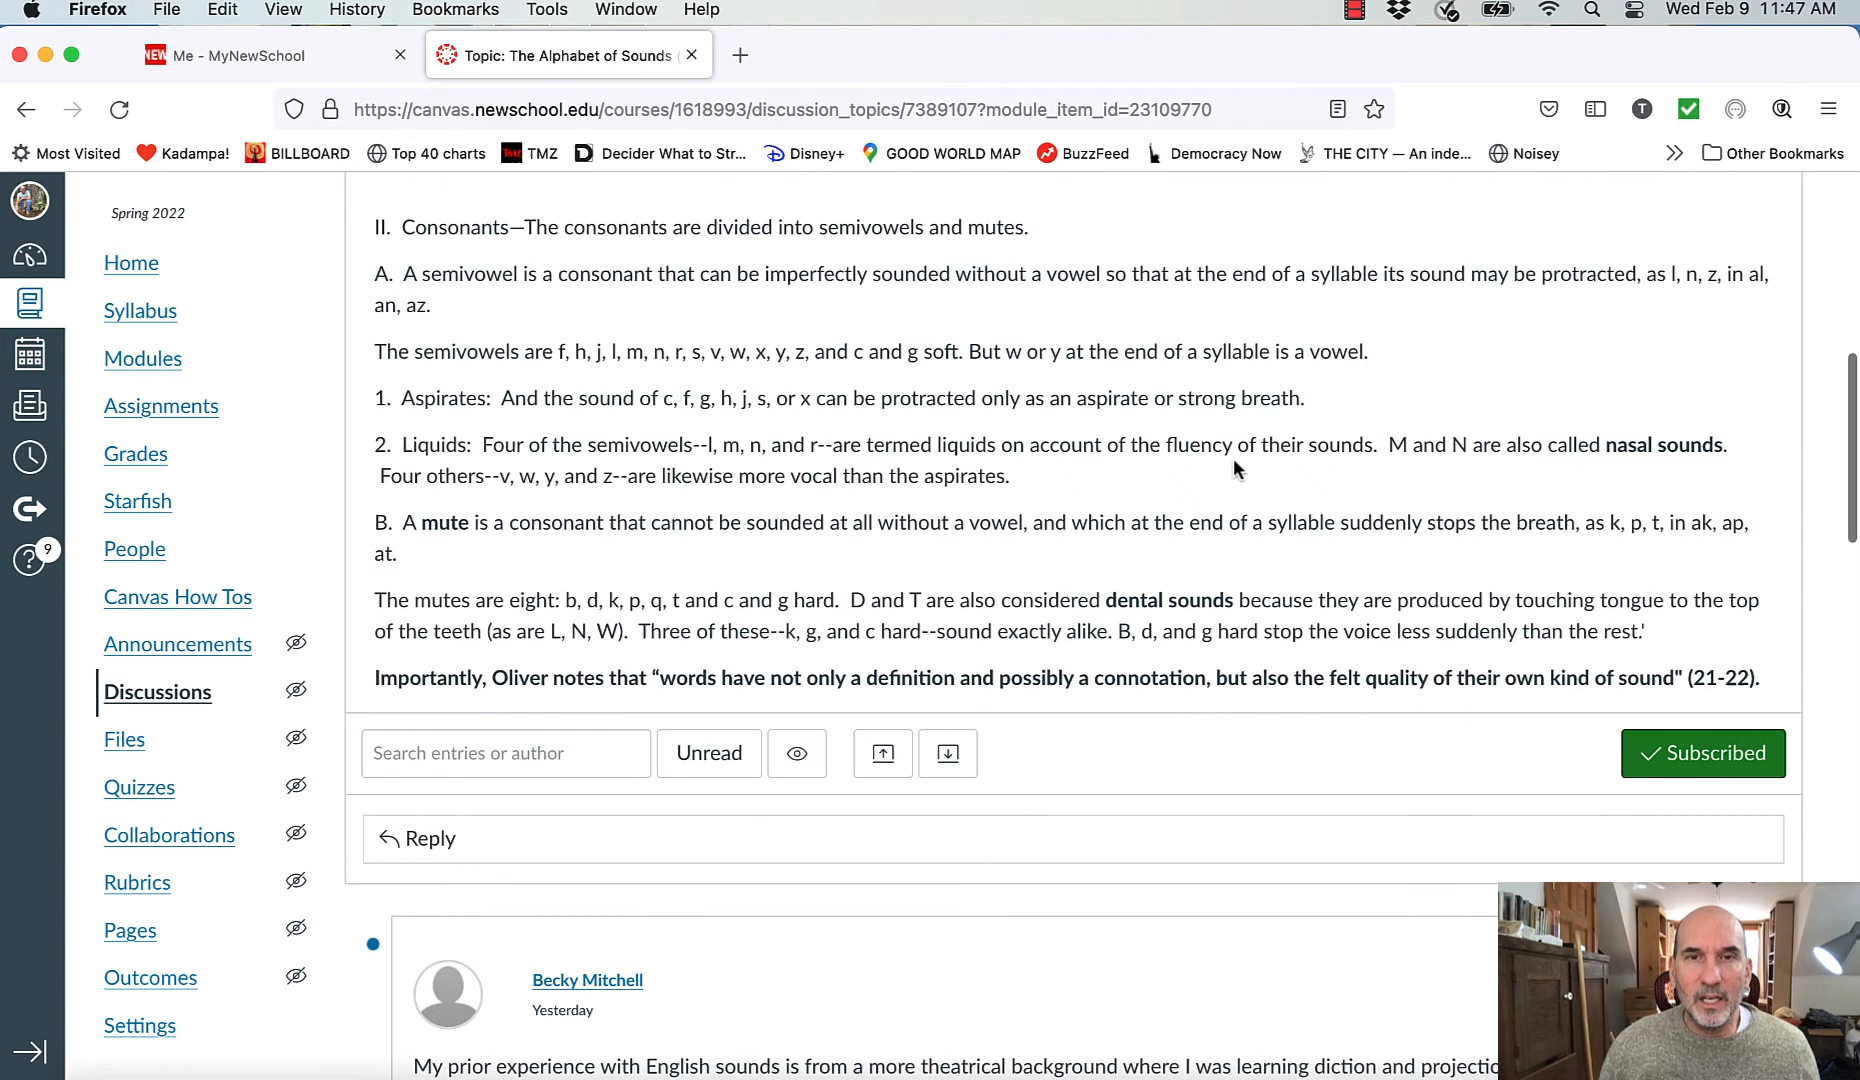 Firefox File Edit View History Bookmarks Tools Window Help Wed Feb 9 11:47 AM
NEW Me - MyNewSchool Topic: The Alphabet of Sounds
https://canvas.newschool.edu/courses/1618993/discussion_topics/7389107?module_item_id=23109770 T
Most Visited Kadampa! BILLBOARD Top 40 charts TMZ TMZ D Decider What to Str... Disney+ GOOD WORLD MAP BuzzFeed Democracy Now THE CITY — An inde... Noisey Other Bookmarks
Spring 2022
Home
Syllabus
Modules
Assignments
Grades
Starfish
People
Canvas How Tos
Announcements
Discussions
Files
Quizzes
Collaborations
Rubrics
Pages
Outcomes
Settings
9
II. Consonants—The consonants are divided into semivowels and mutes.
A. A semivowel is a consonant that can be imperfectly sounded without a vowel so that at the end of a syllable its sound may be protracted, as l, n, z, in al,
an, az.
The semivowels are f, h, j, l, m, n, r, s, v, w, x, y, z, and c and g soft. But w or y at the end of a syllable is a vowel.
1. Aspirates: And the sound of c, f, g, h, j, s, or x can be protracted only as an aspirate or strong breath.
2. Liquids: Four of the semivowels--l, m, n, and r--are termed liquids on account of the fluency of their sounds. M and N are also called nasal sounds.
Four others--v, w, y, and z--are likewise more vocal than the aspirates.
B. A mute is a consonant that cannot be sounded at all without a vowel, and which at the end of a syllable suddenly stops the breath, as k, p, t, in ak, ap,
at.
The mutes are eight: b, d, k, p, q, t and c and g hard. D and T are also considered dental sounds because they are produced by touching tongue to the top
of the teeth (as are L, N, W). Three of these--k, g, and c hard--sound exactly alike. B, d, and g hard stop the voice less suddenly than the rest.'
Importantly, Oliver notes that “words have not only a definition and possibly a connotation, but also the felt quality of their own kind of sound" (21-22).
Search entries or author Unread Subscribed
Reply
Becky Mitchell
Yesterday
My prior experience with English sounds is from a more theatrical background where I was learning diction and projectio